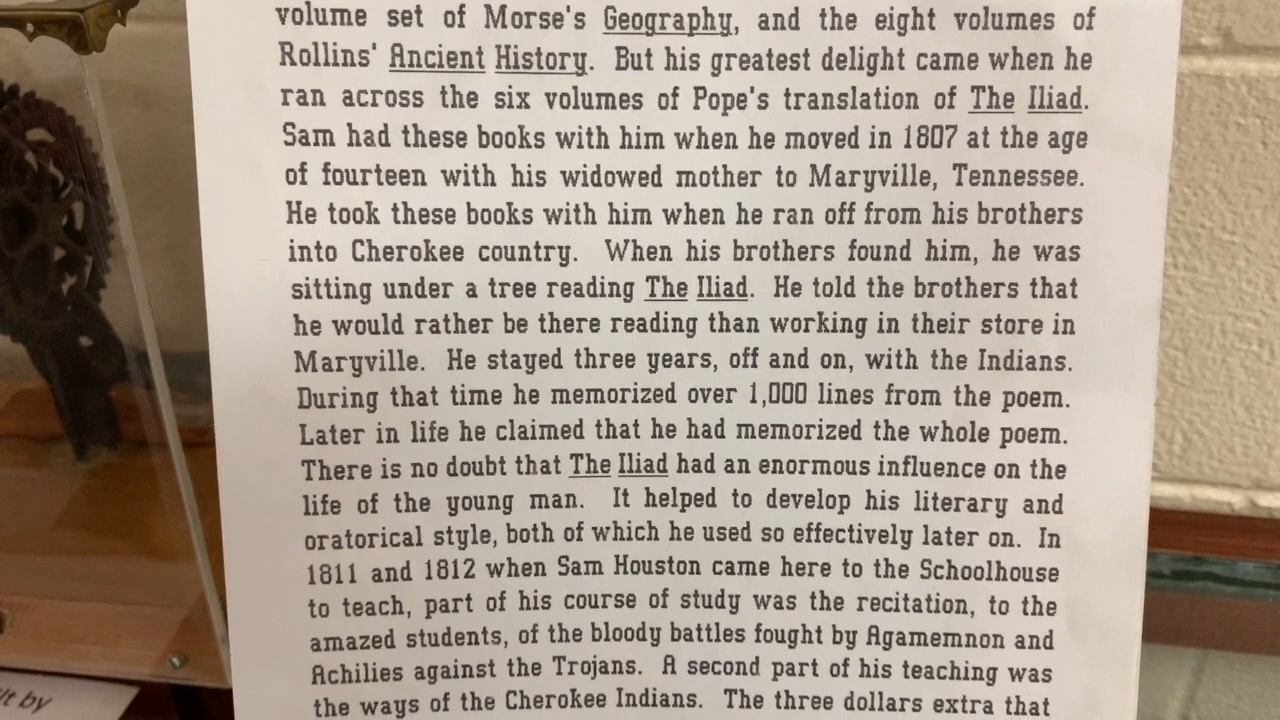 volume set of Morse's Geography, and the eight volumes of
Rollins' Ancient History. But his greatest delight came when he
ran across the six volumes of Pope's translation of The Iliad.
Sam had these books with him when he moved in 1807 at the age
of fourteen with his widowed mother to Maryville, Tennessee.
He took these books with him when he ran off from his brothers
into Cherokee country. When his brothers found him, he was
sitting under a tree reading The Iliad. He told the brothers that
he would rather be there reading than working in their store in
Maryville. He stayed three years, off and on, with the Indians.
During that time he memorized over 1,000 lines from the poem.
Later in life he claimed that he had memorized the whole poem.
There is no doubt that The Iliad had an enormous influence on the
life of the young man. It helped to develop his literary and
oratorical style, both of which he used so effectively later on. In
1811 and 1812 when Sam Houston came here to the Schoolhouse
to teach, part of his course of study was the recitation, to the
amazed students, of the bloody battles fought by Agamemnon and
Achilies against the Trojans. A second part of his teaching was
the ways of the Cherokee Indians. The three dollars extra that
by